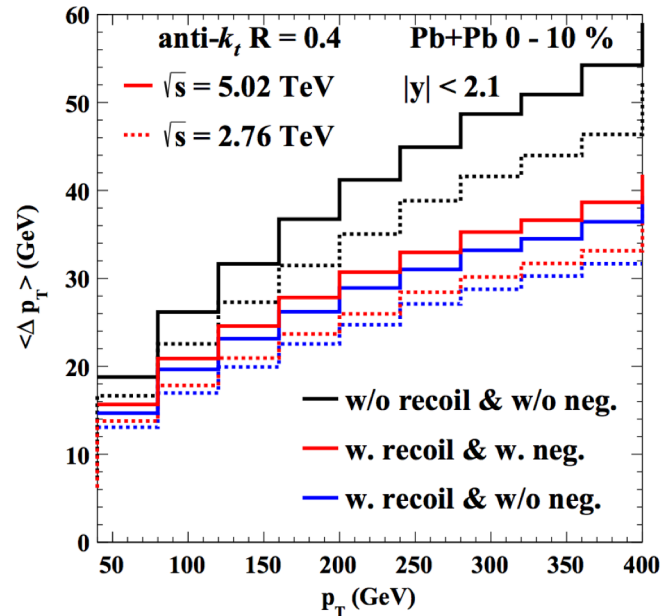 60
50
40
30
20
10
0
<Δ p_T> (GeV)
anti-k_t R = 0.4 Pb+Pb 0 - 10 %
√s = 5.02 TeV |y| < 2.1
√s = 2.76 TeV
w/o recoil & w/o neg.
w. recoil & w. neg.
w. recoil & w/o neg.
50 100 150 200 250 300 350 400
p_T (GeV)